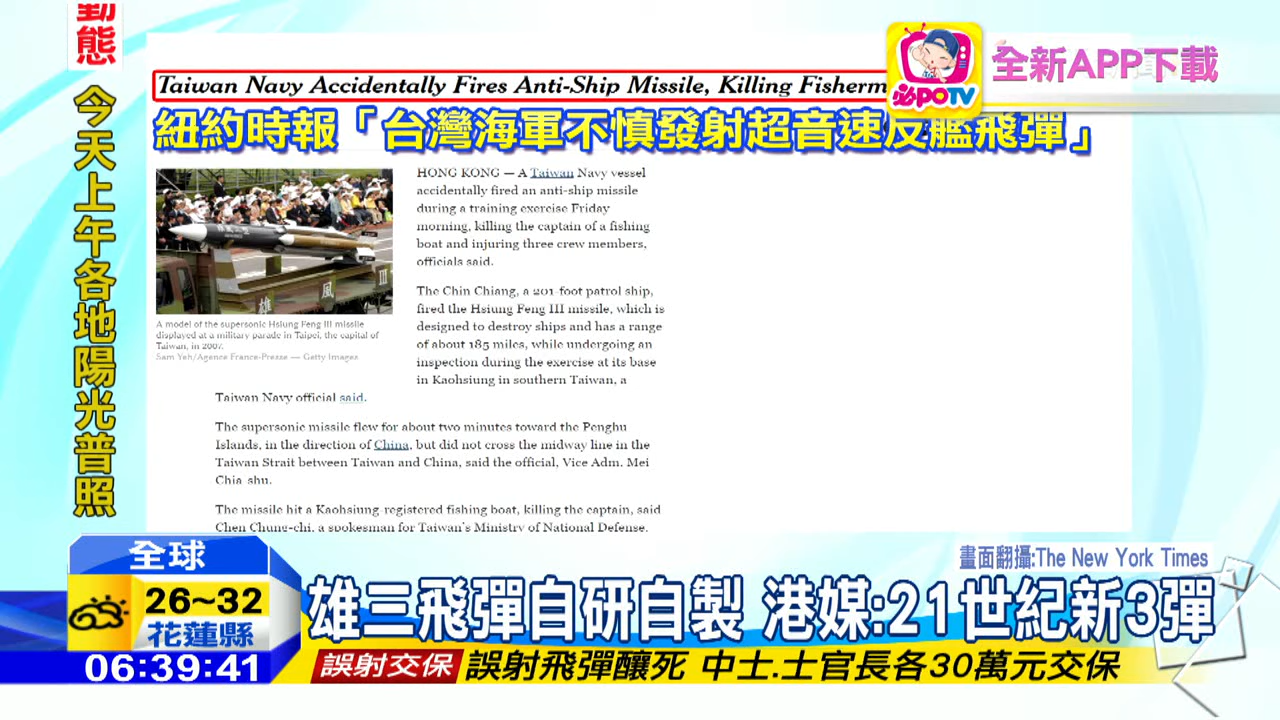 動態
今天上午各地陽光普照
必POTV
全新APP下載
Taiwan Navy Accidentally Fires Anti-Ship Missile, Killing Fisherm
紐約時報「台灣海軍不慎發射超音速反艦飛彈」
雄風III
A model of the supersonic Hsiung Feng III missile
displayed at a military parade in Taipei, the capital of
Taiwan, in 2007.
Sam Yeh/Agence France-Presse — Getty Images
HONG KONG — A Taiwan Navy vessel
accidentally fired an anti-ship missile
during a training exercise Friday
morning, killing the captain of a fishing
boat and injuring three crew members,
officials said.
The Chin Chiang, a 201-foot patrol ship,
fired the Hsiung Feng III missile, which is
designed to destroy ships and has a range
of about 185 miles, while undergoing an
inspection during the exercise at its base
in Kaohsiung in southern Taiwan, a
Taiwan Navy official said.
The supersonic missile flew for about two minutes toward the Penghu
Islands, in the direction of China, but did not cross the midway line in the
Taiwan Strait between Taiwan and China, said the official, Vice Adm. Mei
Chia-shu.
The missile hit a Kaohsiung-registered fishing boat, killing the captain, said
Chen Chung-chi, a spokesman for Taiwan's Ministry of National Defense.
畫面翻攝:The New York Times
全球
26~32
花蓮縣
06:39:41
雄三飛彈自研自製 港媒:21世紀新3彈
誤射交保
誤射飛彈釀死 中士.士官長各30萬元交保